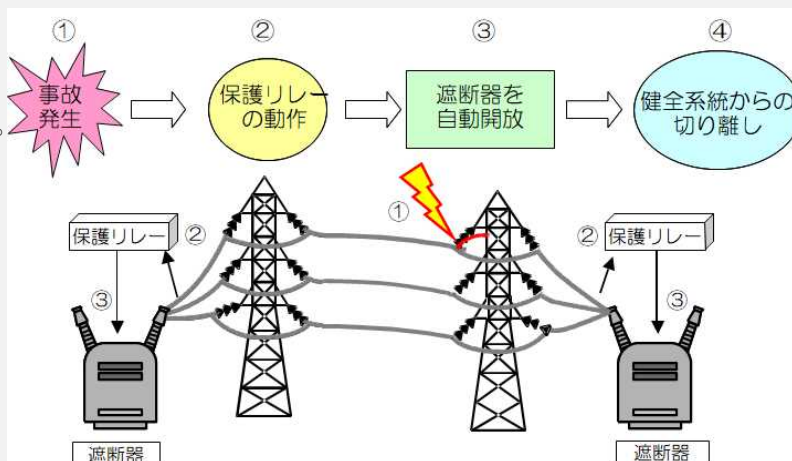 ①
②
③
④
事故
発生
保護リレー
の動作
遮断器を
自動開放
健全系統からの
切り離し
保護リレー
②
①
②
保護リレー
③
③
遮断器
遮断器